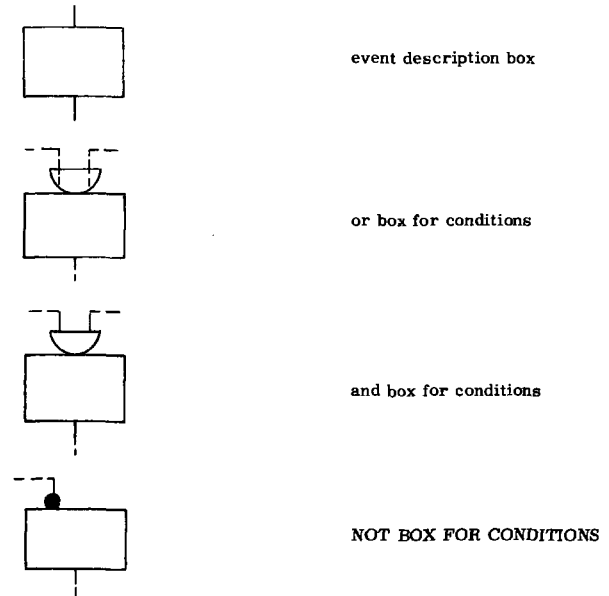 event description box
or box for conditions
and box for conditions
NOT BOX FOR CONDITIONS